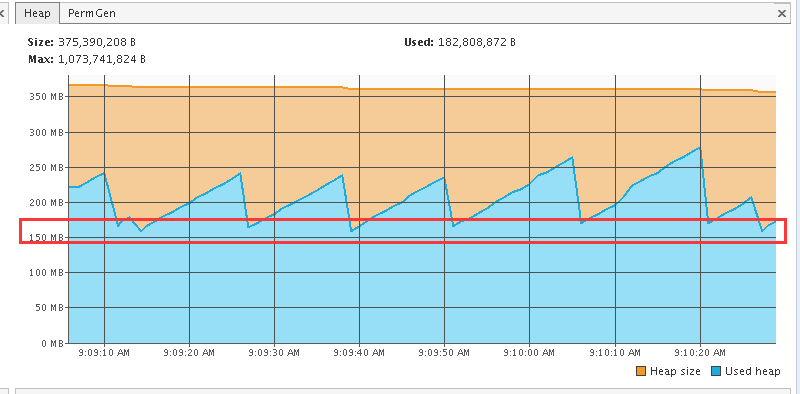 Heap PermGen
Size: 375,390,208 B Used: 182,808,872 B
Max: 1,073,741,824 B
350 MB
300 MB
250 MB
200 MB
150 MB
100 MB
50 MB
0 MB
9:09:10 AM 9:09:20 AM 9:09:30 AM 9:09:40 AM 9:09:50 AM 9:10:00 AM 9:10:10 AM 9:10:20 AM
Heap size Used heap